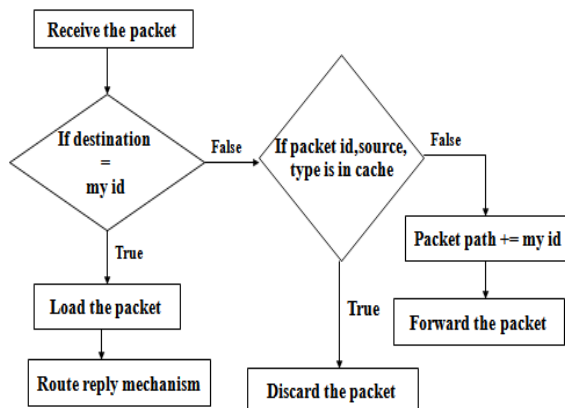 Receive the packet
If destination
=
my id
False
True
Load the packet
Route reply mechanism
If packet id,source,
type is in cache
False
True
Packet path += my id
Forward the packet
Discard the packet